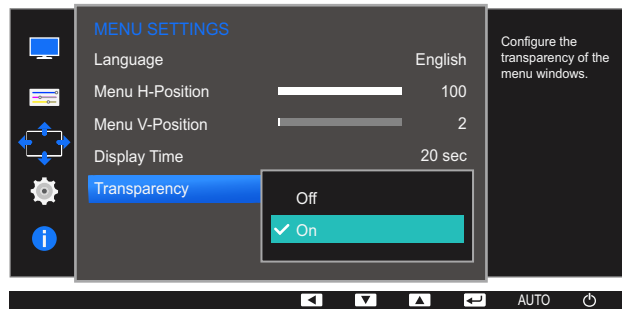 MENU SETTINGS
Language English
Menu H-Position 100
Menu V-Position 2
Display Time 20 sec
Transparency
Off
On
Configure the
transparency of the
menu windows.
AUTO